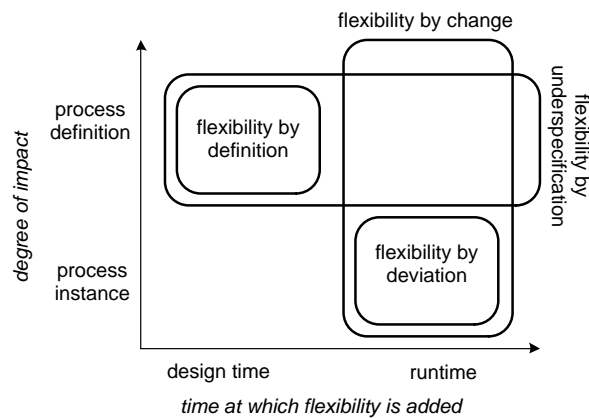 flexibility by change
process
definition
flexibility by
definition
flexibility by
underspecification
degree of impact
process
instance
flexibility by
deviation
design time
runtime
time at which flexibility is added